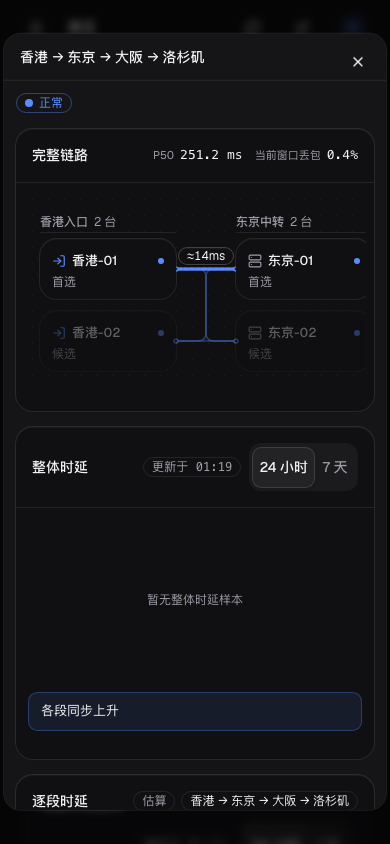 香港 → 东京 → 大阪 → 洛杉矶
正常
完整链路 P50 251.2 ms 当前窗口丢包 0.4%
香港入口 2 台 东京中转 2 台
≈14ms
香港-01 东京-01
首选 首选
香港-02 东京-02
候选 候选
整体时延 更新于 01:19 24 小时 7 天
暂无整体时延样本
各段同步上升
逐段时延 估算 香港 → 东京 → 大阪 → 洛杉矶